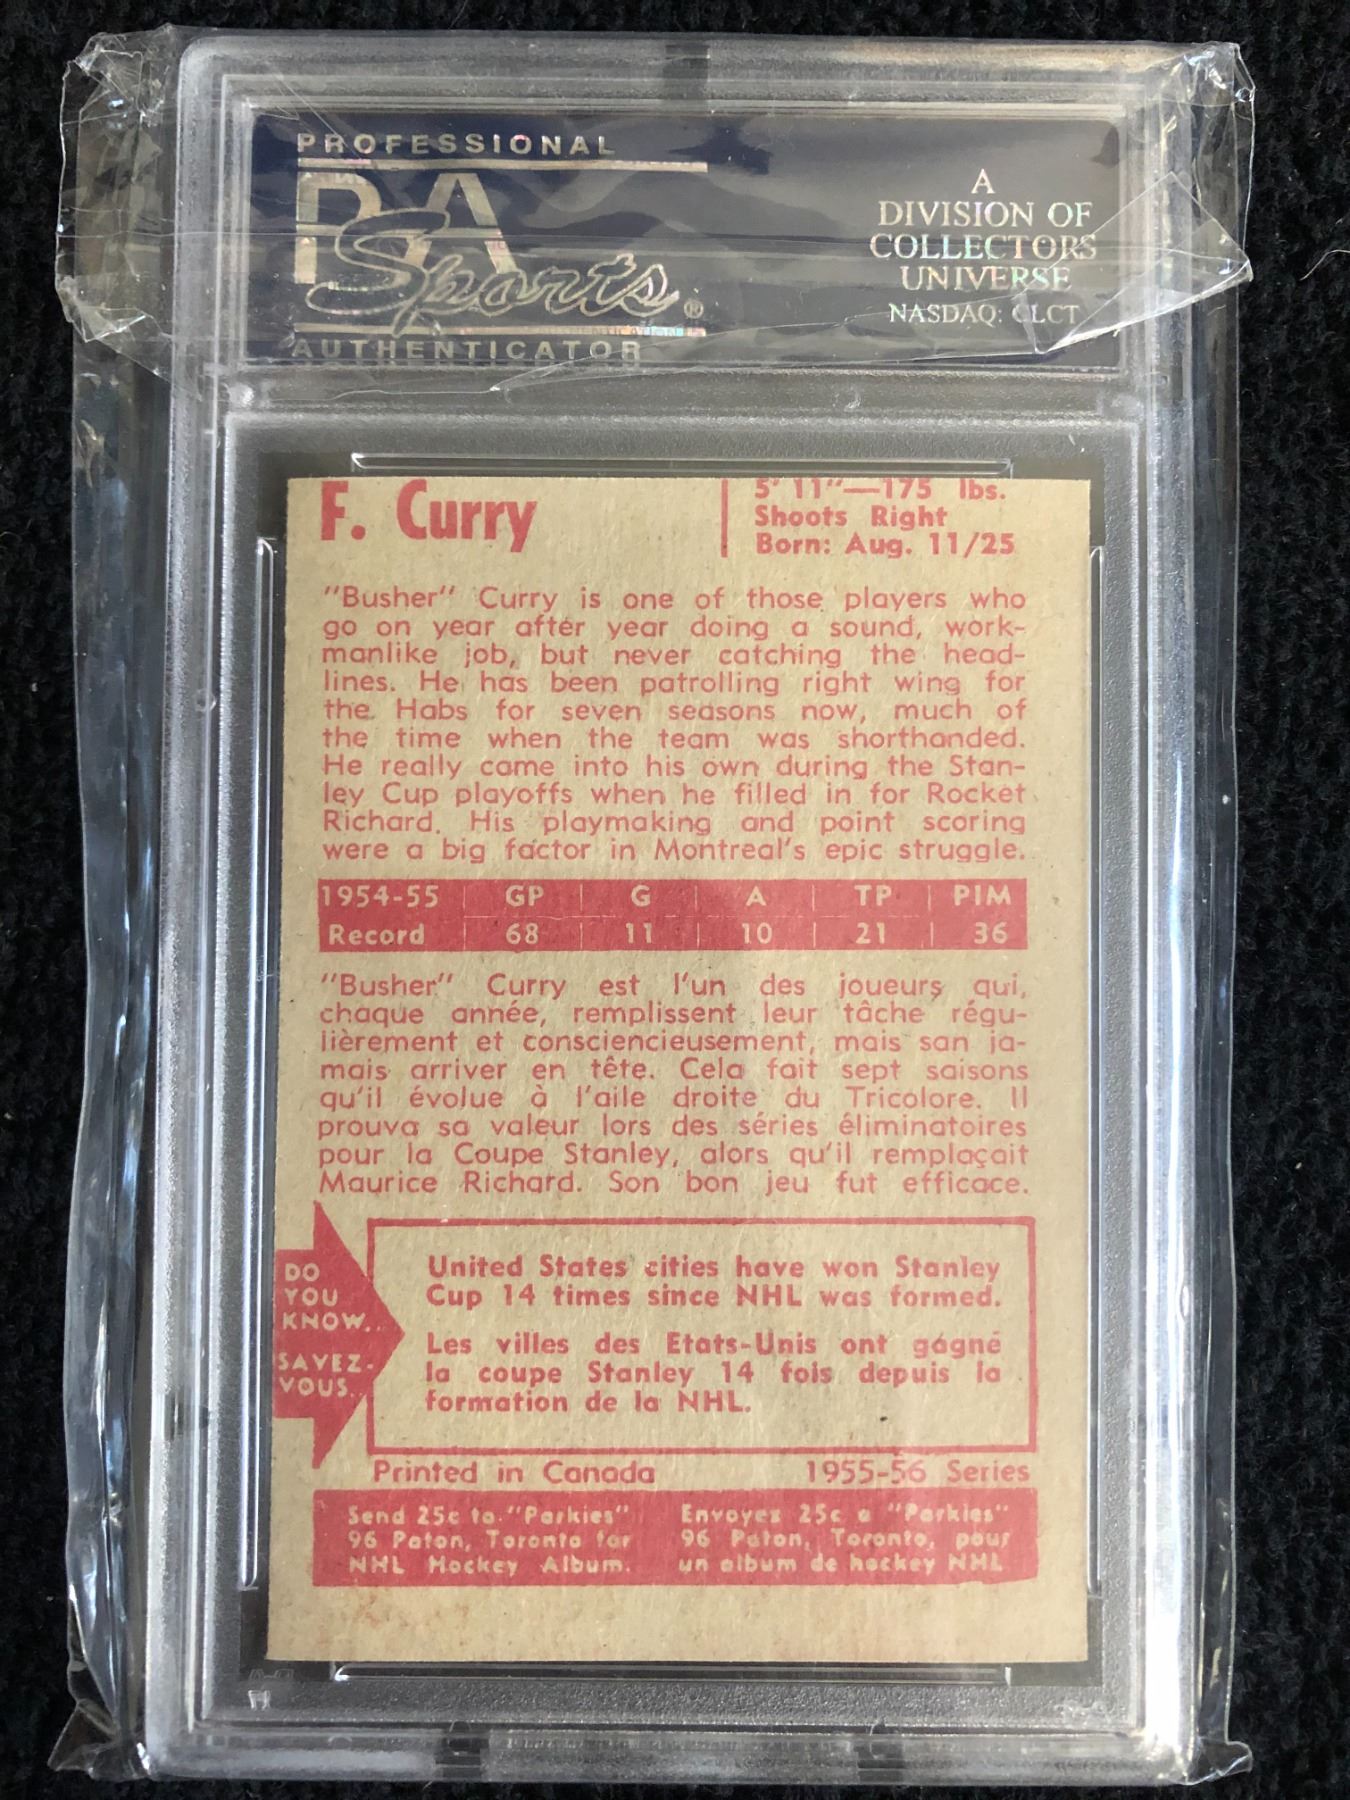 PROFESSIONAL
PSA
Sports®
AUTHENTICATOR
A
DIVISION OF
COLLECTORS
UNIVERSE
NASDAQ: CLCT
F. Curry
5' 11"—175 lbs.
Shoots Right
Born: Aug. 11/25
"Busher" Curry is one of those players who
go on year after year doing a sound, work-
manlike job, but never catching the head-
lines. He has been patrolling right wing for
the Habs for seven seasons now, much of
the time when the team was shorthanded.
He really came into his own during the Stan-
ley Cup playoffs when he filled in for Rocket
Richard. His playmaking and point scoring
were a big factor in Montreal's epic struggle.
1954-55 GP G A TP PIM
Record 68 11 10 21 36
"Busher" Curry est l'un des joueurs qui,
chaque année, remplissent leur tâche régu-
lièrement et consciencieusement, mais san ja-
mais arriver en tête. Cela fait sept saisons
qu'il évolue à l'aile droite du Tricolore. Il
prouva sa valeur lors des séries éliminatoires
pour la Coupe Stanley, alors qu'il remplaçait
Maurice Richard. Son bon jeu fut efficace.
DO
YOU
KNOW..
SAVEZ-
VOUS..
United States cities have won Stanley
Cup 14 times since NHL was formed.
Les villes des Etats-Unis ont gágné
la coupe Stanley 14 fois depuis la
formation de la NHL.
Printed in Canada 1955-56 Series
Send 25c to "Parkies"
96 Paton, Toronto for
NHL Hockey Album.
Envoyez 25c a "Parkies"
96 Paton, Toronto, pour
un album de hockey NHL